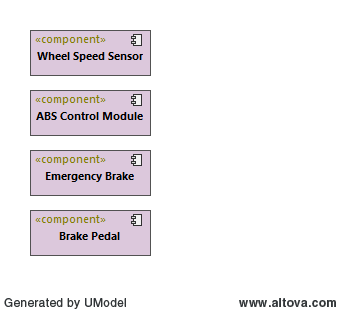 «component»
Wheel Speed Sensor
«component»
ABS Control Module
«component»
Emergency Brake
«component»
Brake Pedal
Generated by UModel
www.altova.com